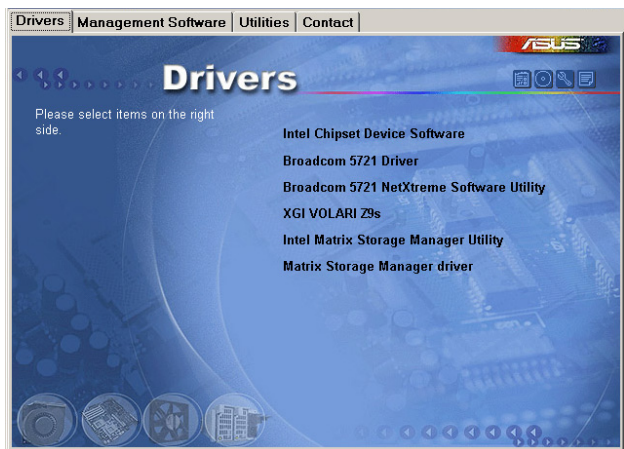 Drivers Management Software Utilities Contact
ASUS
Drivers
Please select items on the right
side.
Intel Chipset Device Software
Broadcom 5721 Driver
Broadcom 5721 NetXtreme Software Utility
XGI VOLARI Z9s
Intel Matrix Storage Manager Utility
Matrix Storage Manager driver